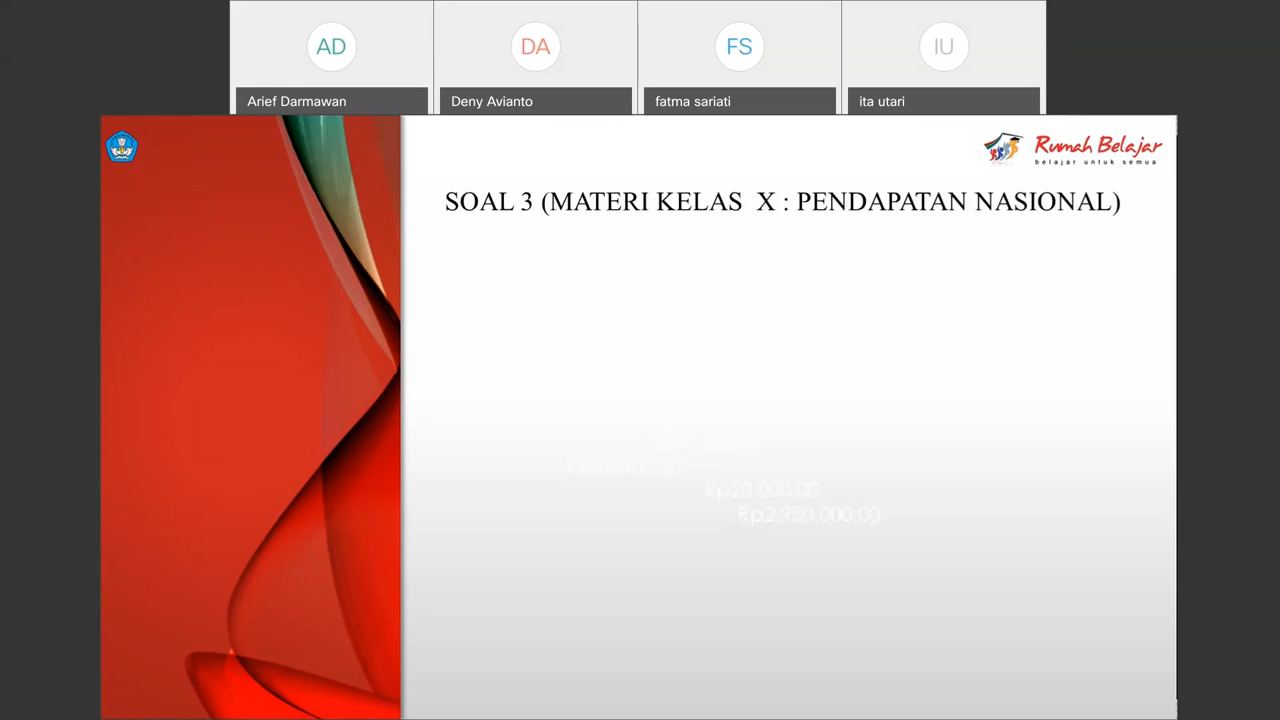 AD
DA
FS
IU
Arief Darmawan
Deny Avianto
fatma sariati
ita utari
Rumah Belajar
belajar untuk semua
SOAL 3 (MATERI KELAS X : PENDAPATAN NASIONAL)
Rp20.000,00
Rp2.980.000,00